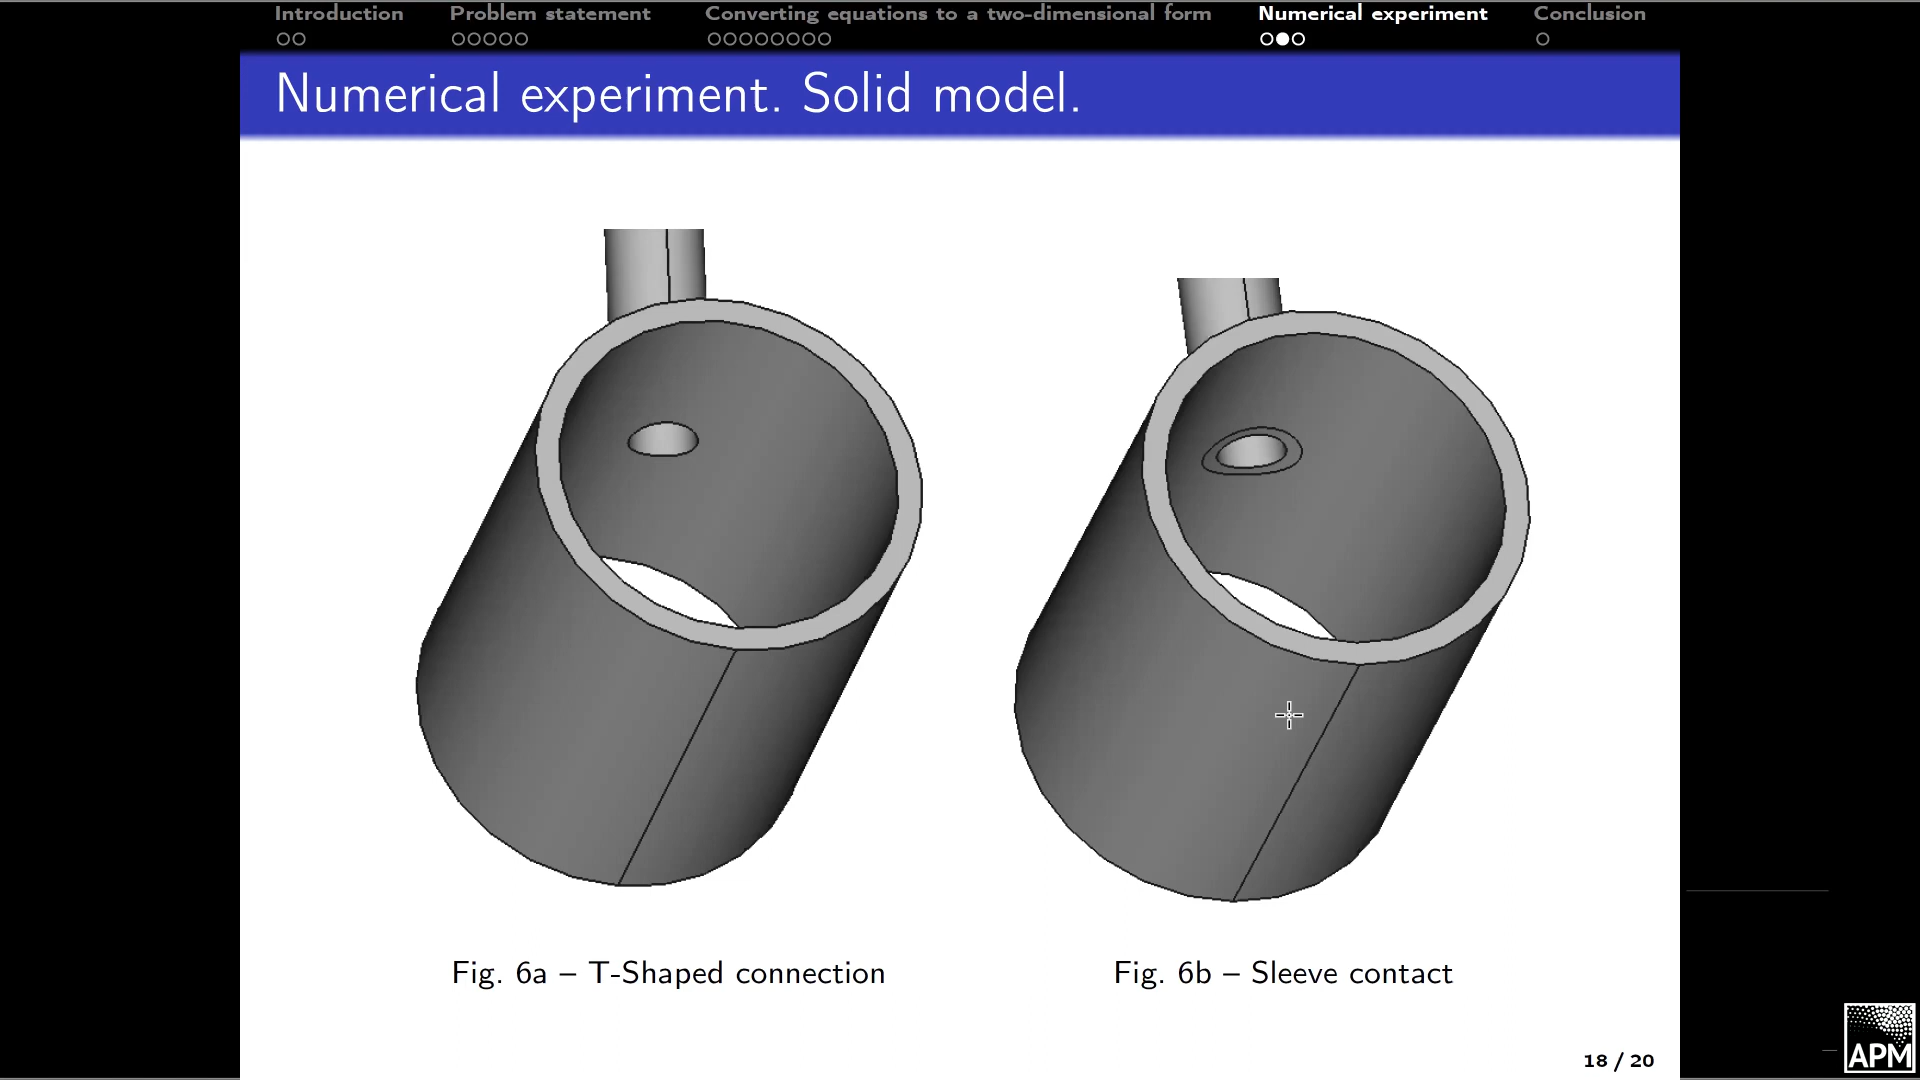 Introduction Problem statement Converting equations to a two-dimensional form Numerical experiment Conclusion
Numerical experiment. Solid model.
Fig. 6a – T-Shaped connection Fig. 6b – Sleeve contact
18 / 20
APM